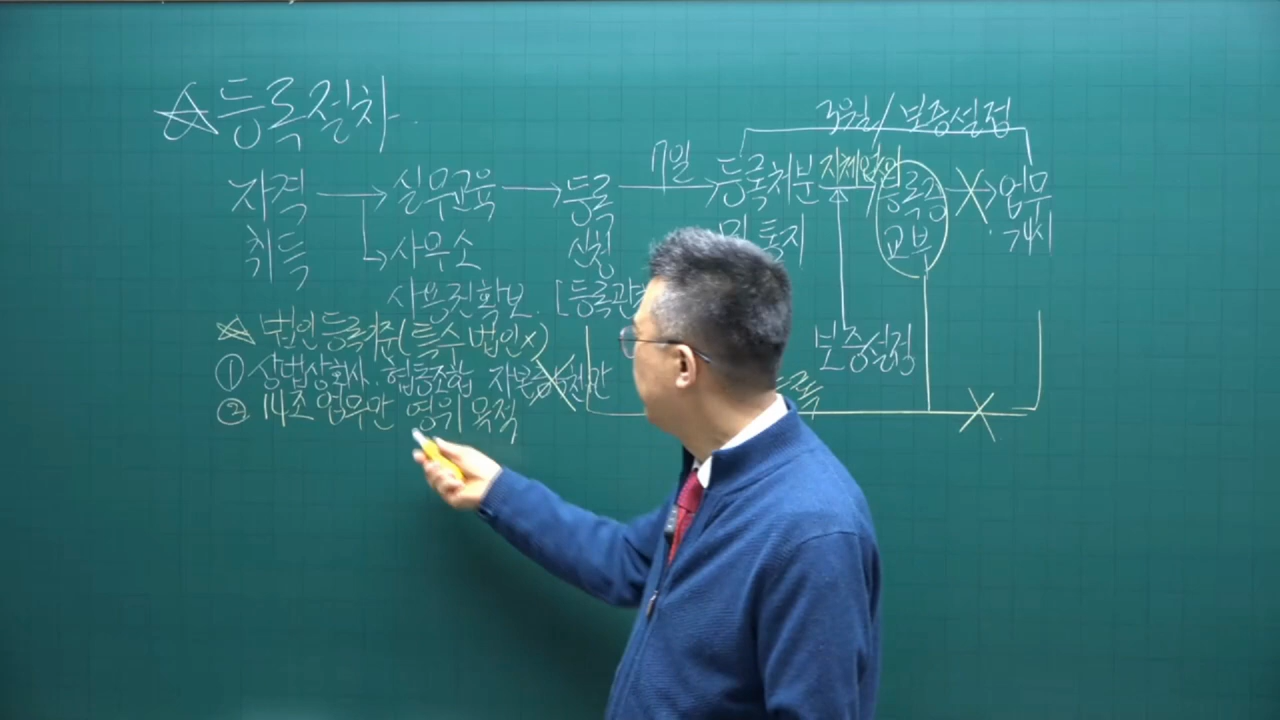 ☆등록절차.
3월/보증설정
자격 → 실무교육 → 등록 7일 → 등록처분 지체없이 → 등록증 → 업무
취득 사무소 신청 및 통지 교부 개시
사용권확보. [등록관청
보증설정
☆ 법인등록기준(특수법인×)
① 상법상회사. 협동조합 자본금 5천만
② 14조 업무만 영위 목적